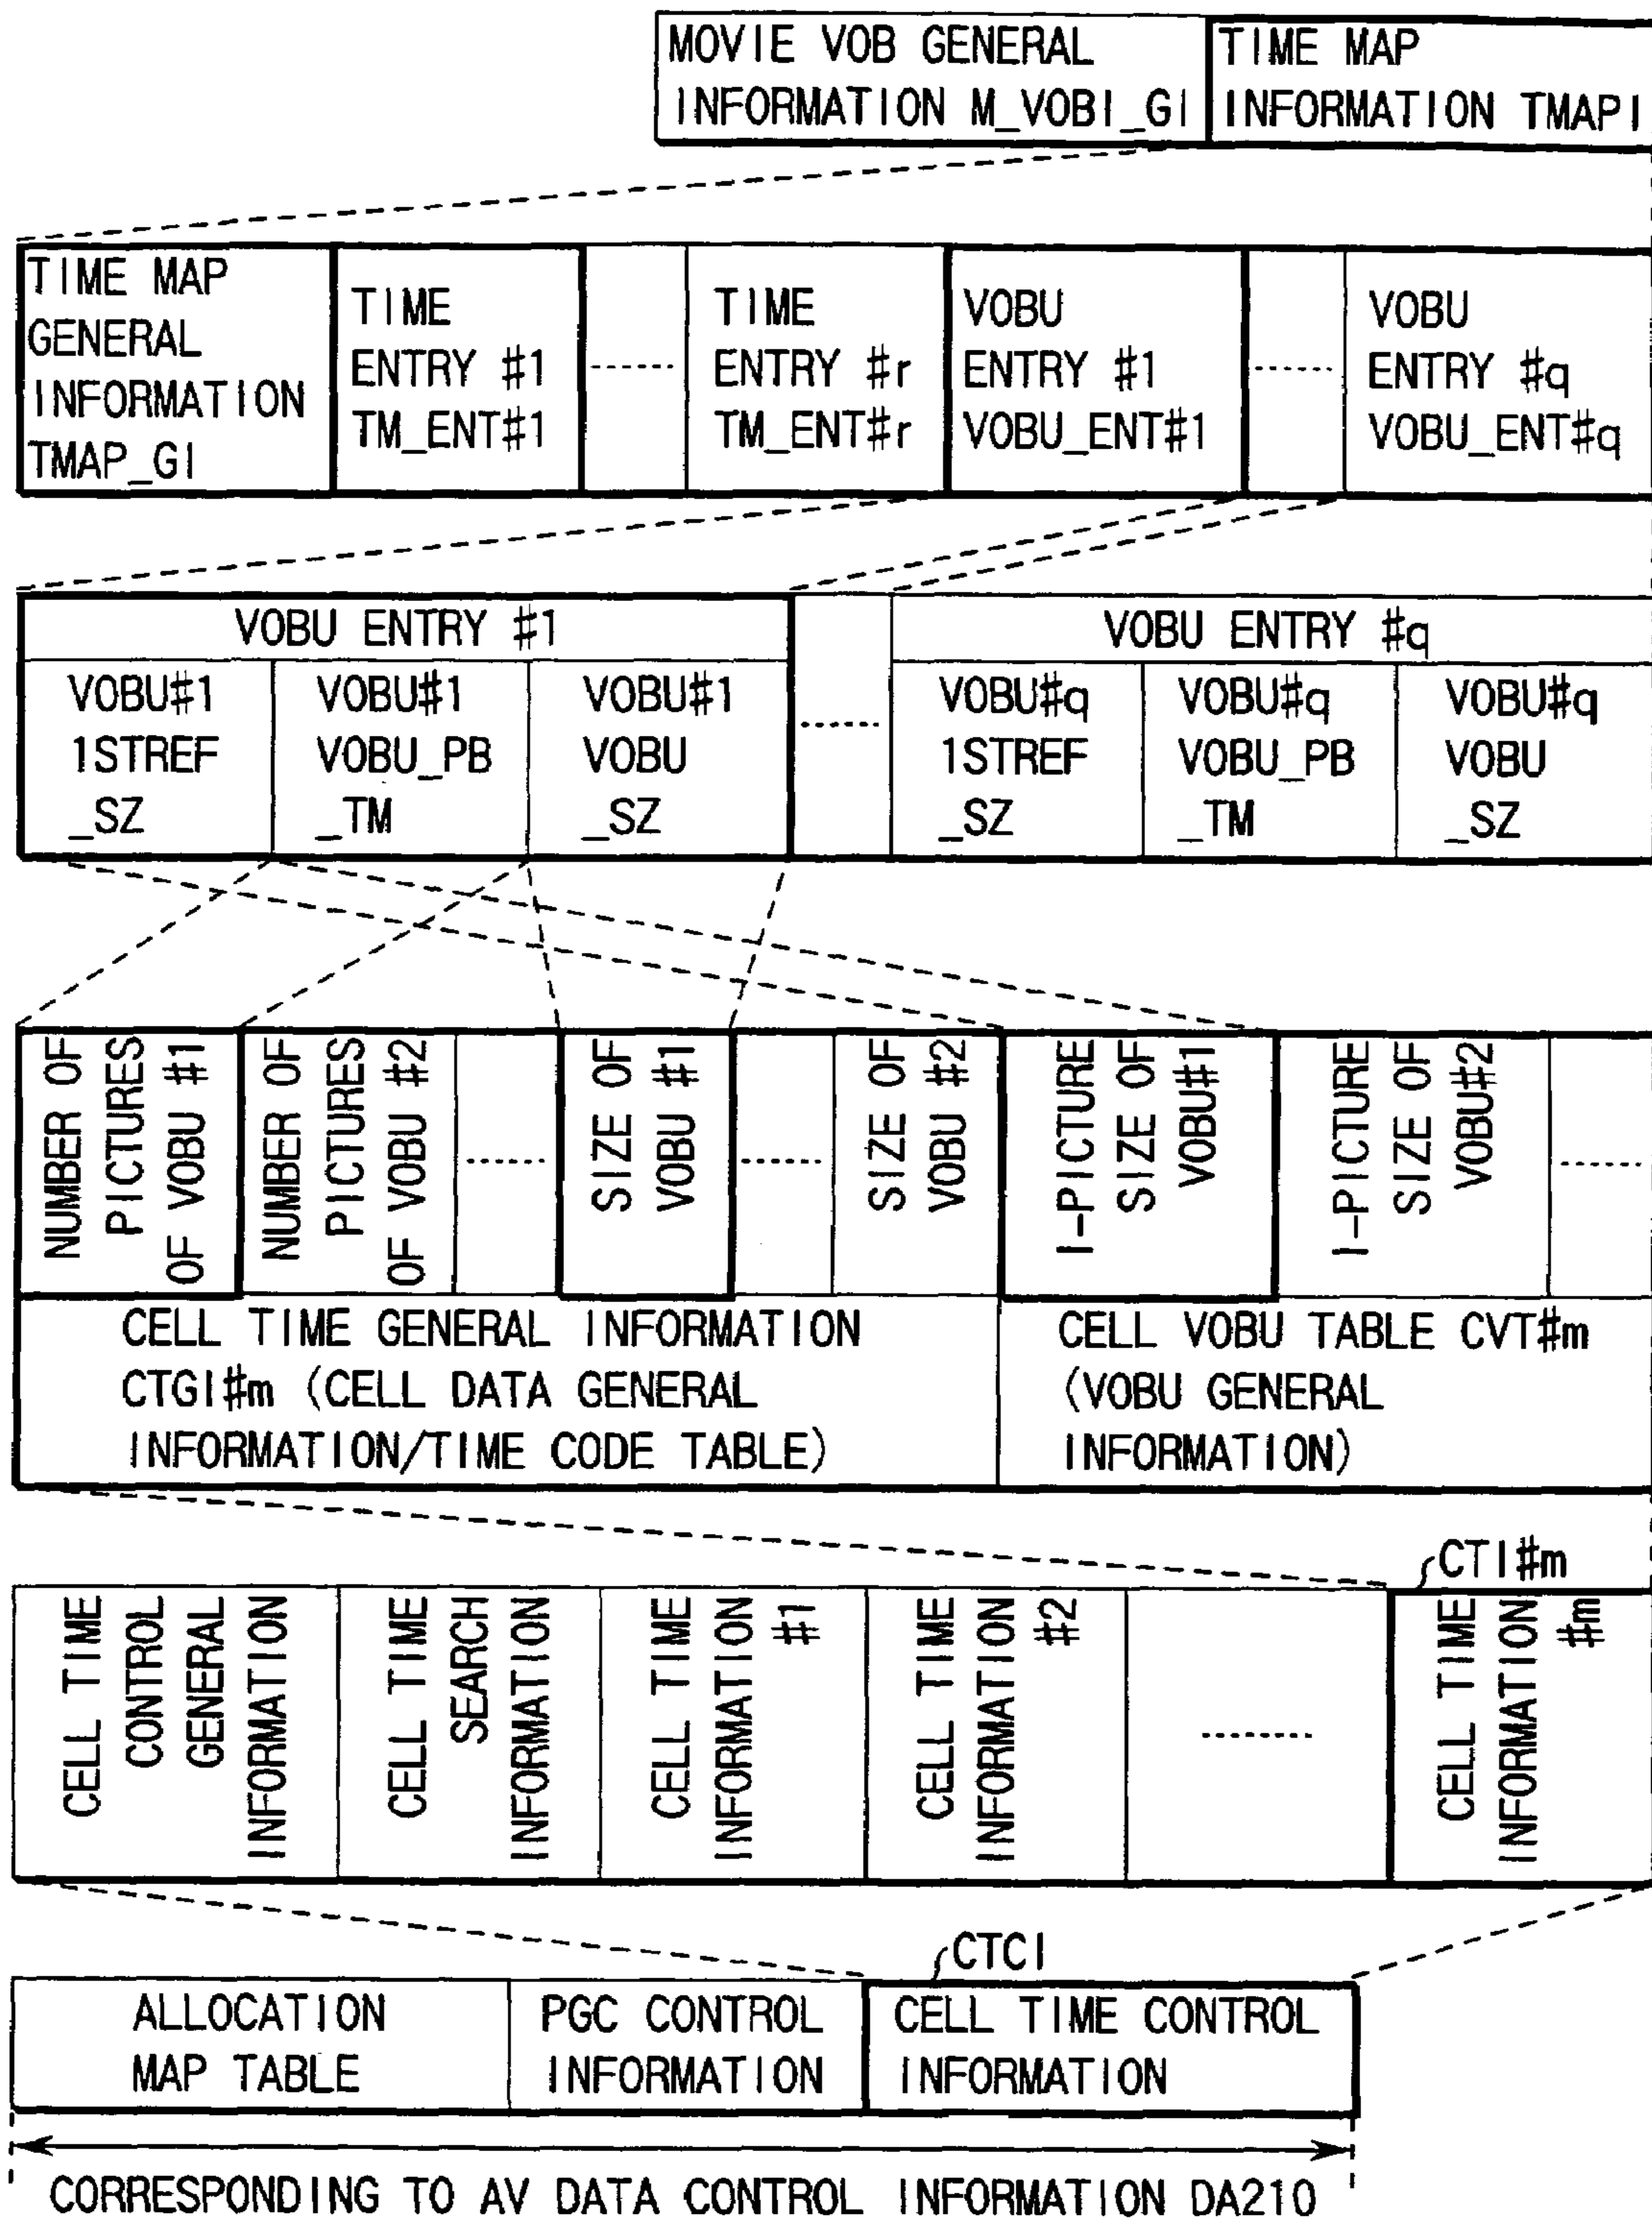 MOVIE VOB GENERAL
INFORMATION M_VOBI_GI
TIME MAP
INFORMATION TMAPI
TIME MAP
GENERAL
INFORMATION
TMAP_GI
TIME
ENTRY #1
TM_ENT#1
TIME
ENTRY #r
TM_ENT#r
VOBU
ENTRY #1
VOBU_ENT#1
VOBU
ENTRY #q
VOBU_ENT#q
VOBU ENTRY #1
VOBU ENTRY #q
VOBU#1
1STREF
_SZ
VOBU#1
VOBU_PB
_TM
VOBU#1
VOBU
_SZ
VOBU#q
1STREF
_SZ
VOBU#q
VOBU_PB
_TM
VOBU#q
VOBU
_SZ
NUMBER OF
PICTURES
OF VOBU #1
NUMBER OF
PICTURES
OF VOBU #2
SIZE OF
VOBU #1
SIZE OF
VOBU #2
I-PICTURE
SIZE OF
VOBU#1
I-PICTURE
SIZE OF
VOBU#2
CELL TIME GENERAL INFORMATION
CTGI#m (CELL DATA GENERAL
INFORMATION/TIME CODE TABLE)
CELL VOBU TABLE CVT#m
(VOBU GENERAL
INFORMATION)
CTI#m
CELL TIME
CONTROL
GENERAL
INFORMATION
CELL TIME
SEARCH
INFORMATION
CELL TIME
INFORMATION
#1
CELL TIME
INFORMATION
#2
CELL TIME
INFORMATION
#m
CTCI
ALLOCATION
MAP TABLE
PGC CONTROL
INFORMATION
CELL TIME CONTROL
INFORMATION
CORRESPONDING TO AV DATA CONTROL INFORMATION DA210